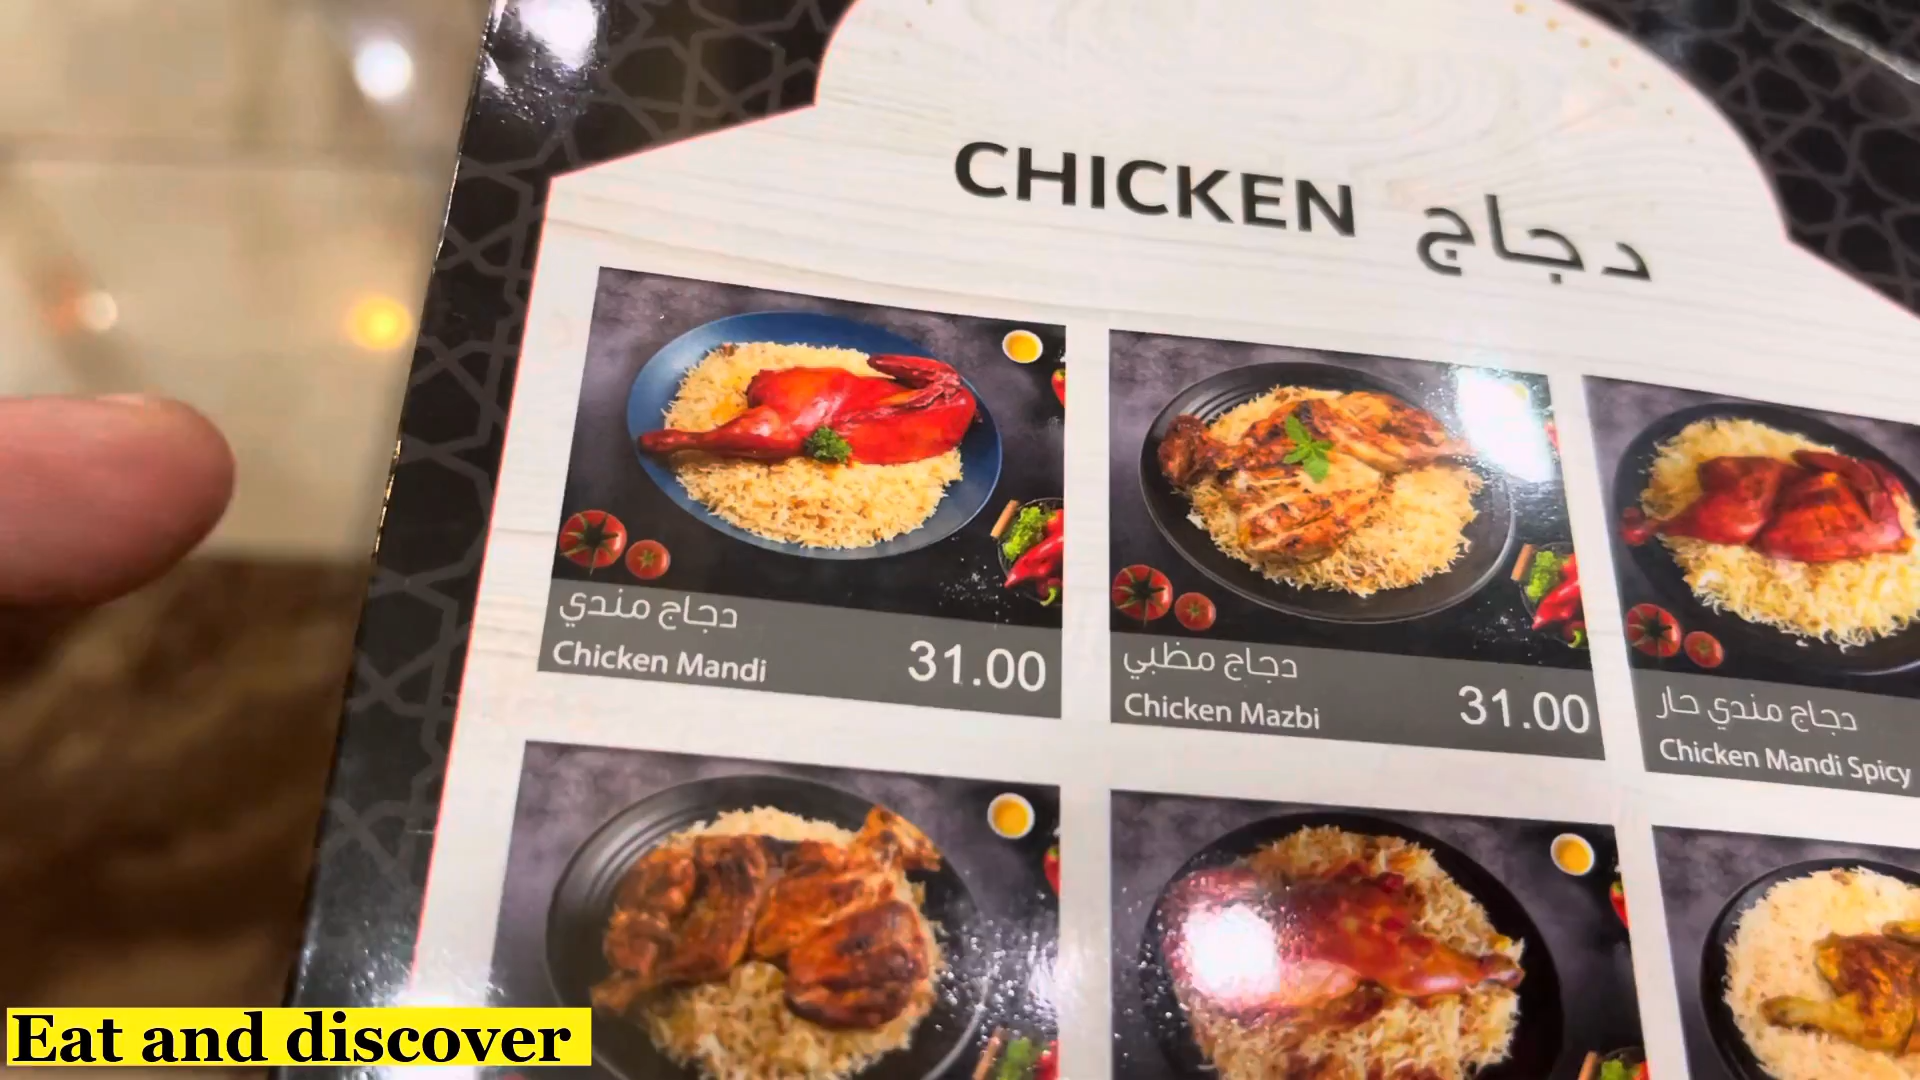 CHICKEN دجاج
دجاج مندي
Chicken Mandi 31.00
دجاج مظبي
Chicken Mazbi 31.00
دجاج مندي حار
Chicken Mandi Spicy
Eat and discover